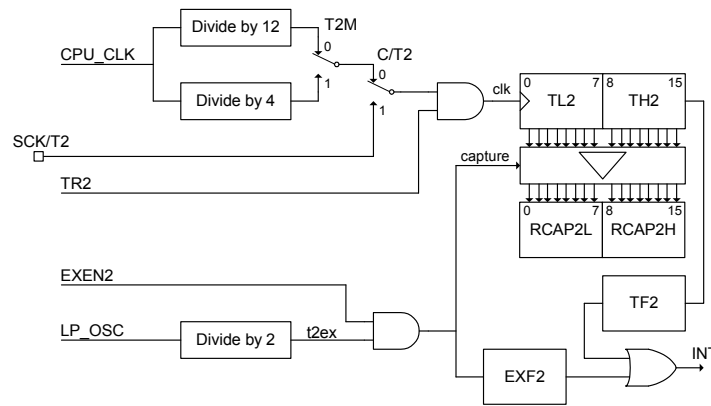 Divide by 12
T2M
CPU_CLK
0
C/T2
0
1
Divide by 4
1
clk
0 7 8 15
TL2 TH2
SCK/T2
capture
TR2
0 7 8 15
RCAP2L RCAP2H
EXEN2
TF2
LP_OSC
Divide by 2
t2ex
INT
EXF2